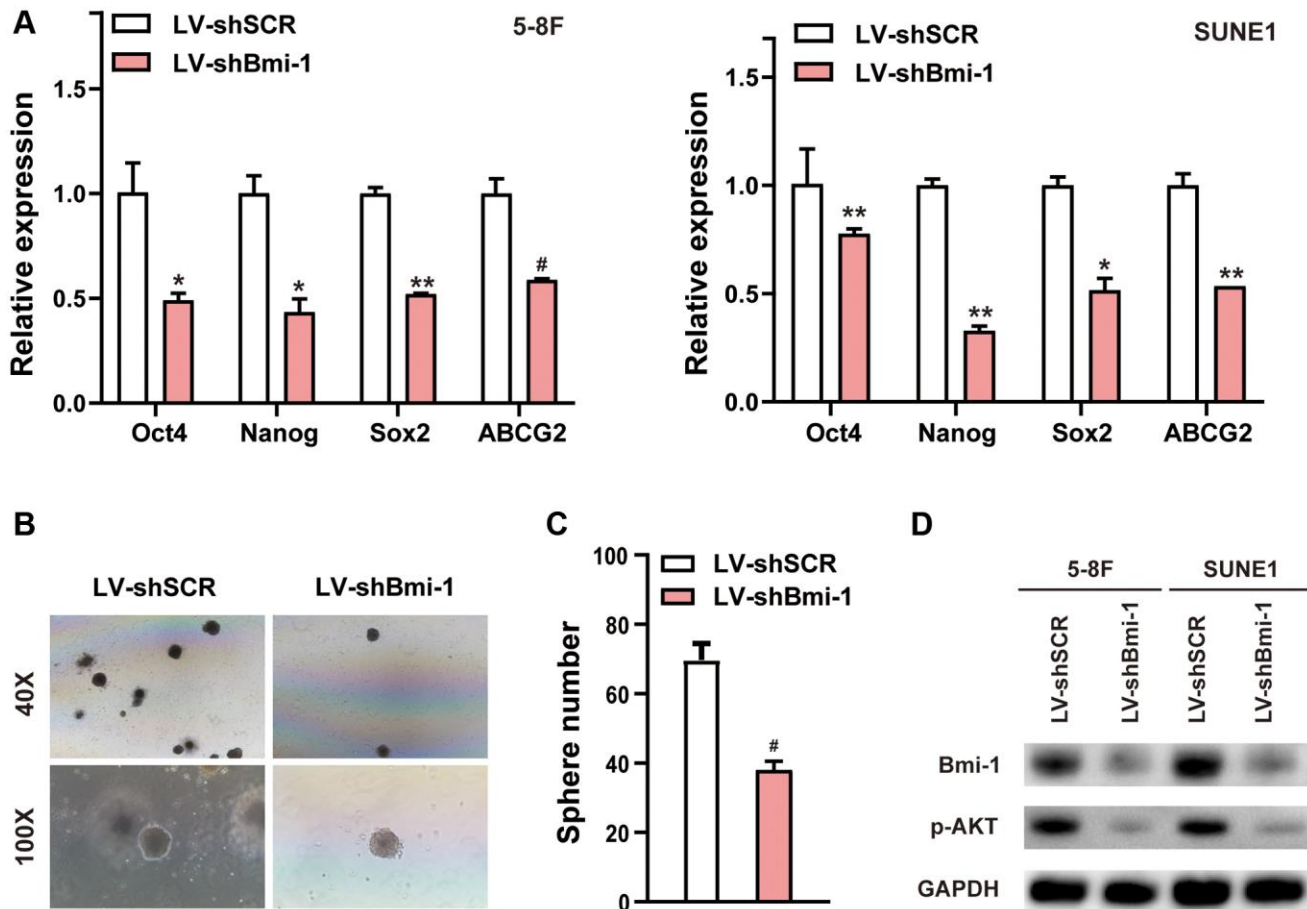 A
LV-shSCR
LV-shBmi-1
5-8F
Relative expression
1.5
1.0
0.5
0.0
*
*
**
#
Oct4 Nanog Sox2 ABCG2
LV-shSCR
LV-shBmi-1
SUNE1
Relative expression
1.5
1.0
0.5
0.0
**
**
*
**
Oct4 Nanog Sox2 ABCG2
B
LV-shSCR LV-shBmi-1
40X
100X
C
LV-shSCR
LV-shBmi-1
Sphere number
100
80
60
40
20
0
#
D
5-8F SUNE1
LV-shSCR
LV-shBmi-1
LV-shSCR
LV-shBmi-1
Bmi-1
p-AKT
GAPDH